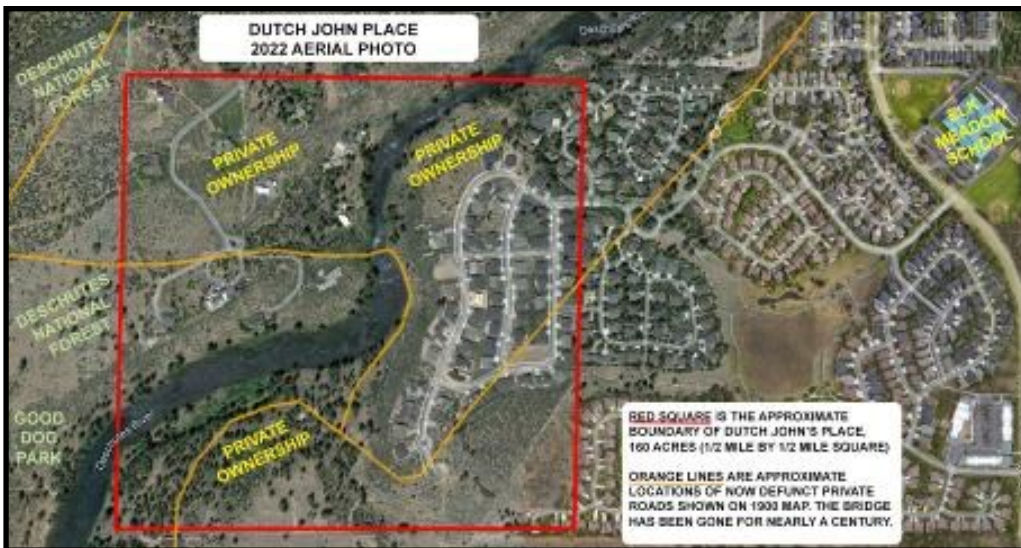 DUTCH JOHN PLACE
2022 AERIAL PHOTO
DESCHUTES
NATIONAL
FOREST
PRIVATE
OWNERSHIP
PRIVATE
OWNERSHIP
ELK
MEADOW
SCHOOL
DESCHUTES
NATIONAL
FOREST
GOOD
DOG
PARK
Deschutes River
PRIVATE
OWNERSHIP
RED SQUARE IS THE APPROXIMATE
BOUNDARY OF DUTCH JOHN'S PLACE,
160 ACRES (1/2 MILE BY 1/2 MILE SQUARE)
ORANGE LINES ARE APPROXIMATE
LOCATIONS OF NOW DEFUNCT PRIVATE
ROADS SHOWN ON 1900 MAP. THE BRIDGE
HAS BEEN GONE FOR NEARLY A CENTURY.